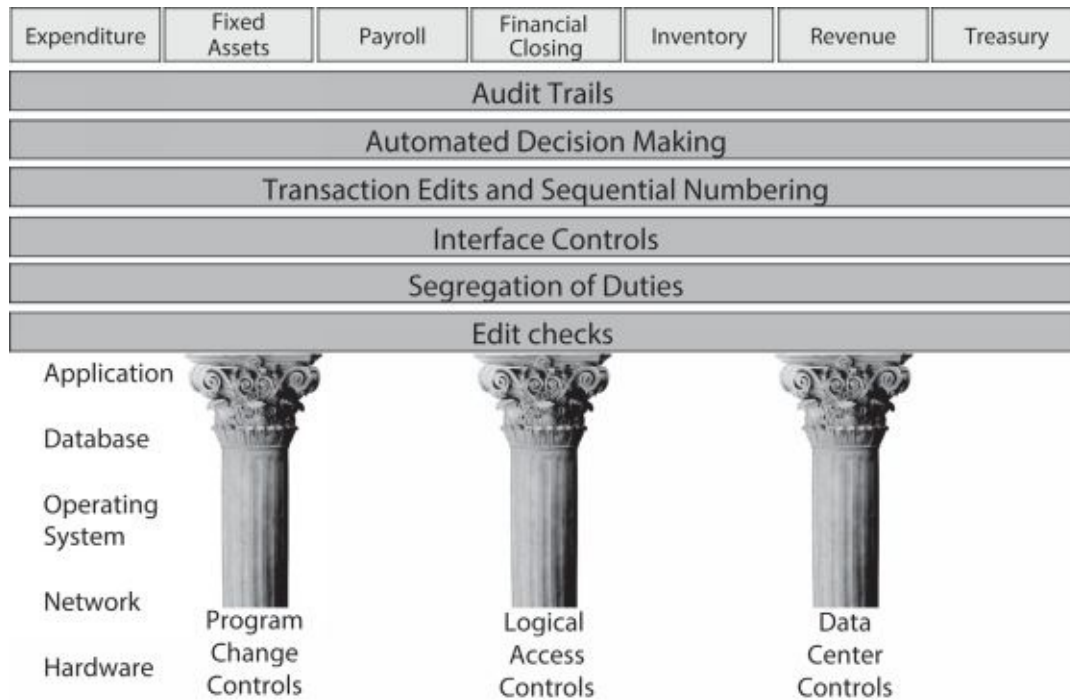 Expenditure
Fixed
Assets
Payroll
Financial
Closing
Inventory
Revenue
Treasury
Audit Trails
Automated Decision Making
Transaction Edits and Sequential Numbering
Interface Controls
Segregation of Duties
Edit checks
Application
Database
Operating
System
Network
Hardware
Program
Change
Controls
Logical
Access
Controls
Data
Center
Controls